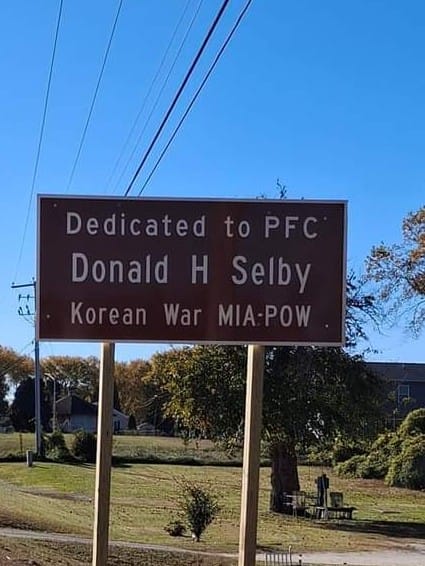 Dedicated to PFC
Donald H Selby
Korean War MIA-POW